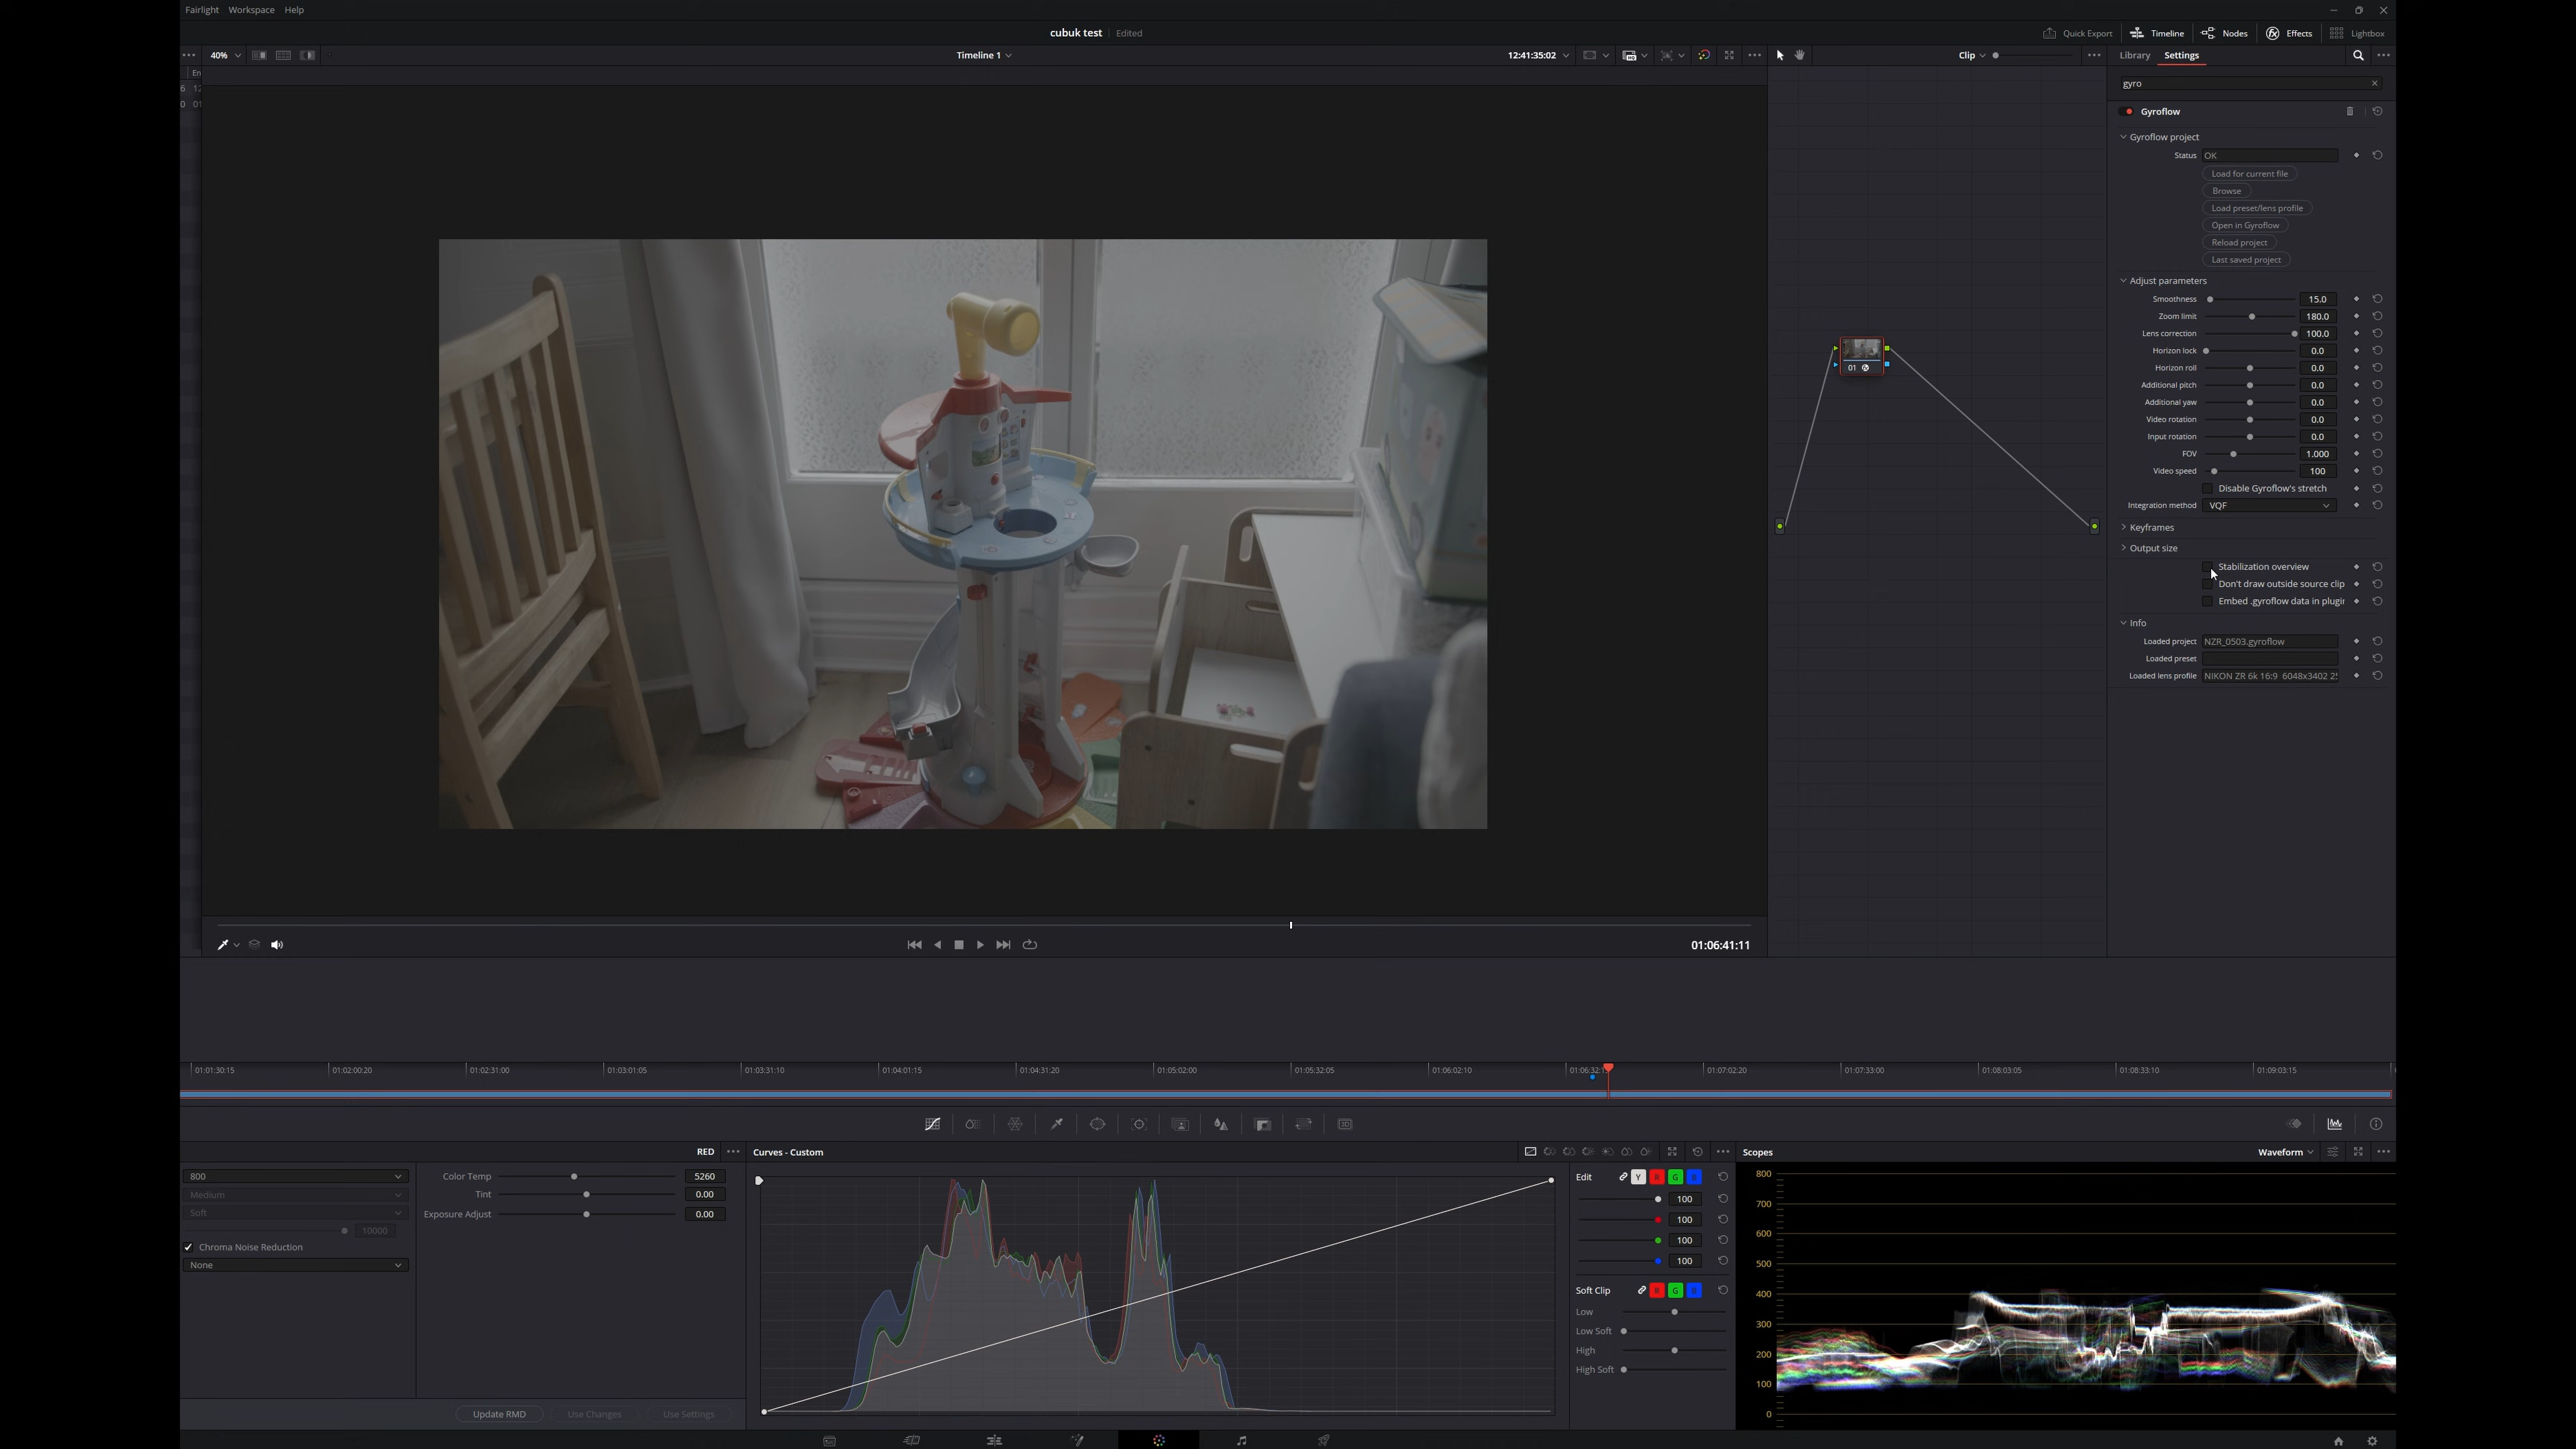 Fairlight Workspace Help
cubuk test Edited
Quick Export Timeline Nodes Effects Lightbox
40% Timeline 1 12:41:35:02 Clip Library Settings
gyro
Gyroflow
Gyroflow project
Status OK
Load for current file
Browse
Load preset/lens profile
Open in Gyroflow
Reload project
Last saved project
Adjust parameters
Smoothness 15.0
Zoom limit 180.0
Lens correction 100.0
Horizon lock 0.0
Horizon roll 0.0
Additional pitch 0.0
Additional yaw 0.0
Video rotation 0.0
Input rotation 0.0
FOV 1.000
Video speed 100
Disable Gyroflow's stretch
Integration method VQF
Keyframes
Output size
Stabilization overview
Don't draw outside source clip
Embed .gyroflow data in plugin
Info
Loaded project NZR_0503.gyroflow
Loaded preset
Loaded lens profile NIKON ZR 6k 16:9 6048x3402 2
01
01:06:41:11
01:01:30:15 01:02:00:20 01:02:31:00 01:03:01:05 01:03:31:10 01:04:01:15 01:04:31:20 01:05:02:00 01:05:32:05 01:06:02:10 01:06:32:1 01:07:02:20 01:07:33:00 01:08:03:05 01:08:33:10 01:09:03:15
RED
800
Medium
Soft
10000
Chroma Noise Reduction
None
Color Temp 5260
Tint 0.00
Exposure Adjust 0.00
Update RMD Use Changes Use Settings
Curves - Custom
Edit Y R G B
100
100
100
100
Soft Clip R G B
Low
Low Soft
High
High Soft
Scopes Waveform
800
700
600
500
400
300
200
100
0